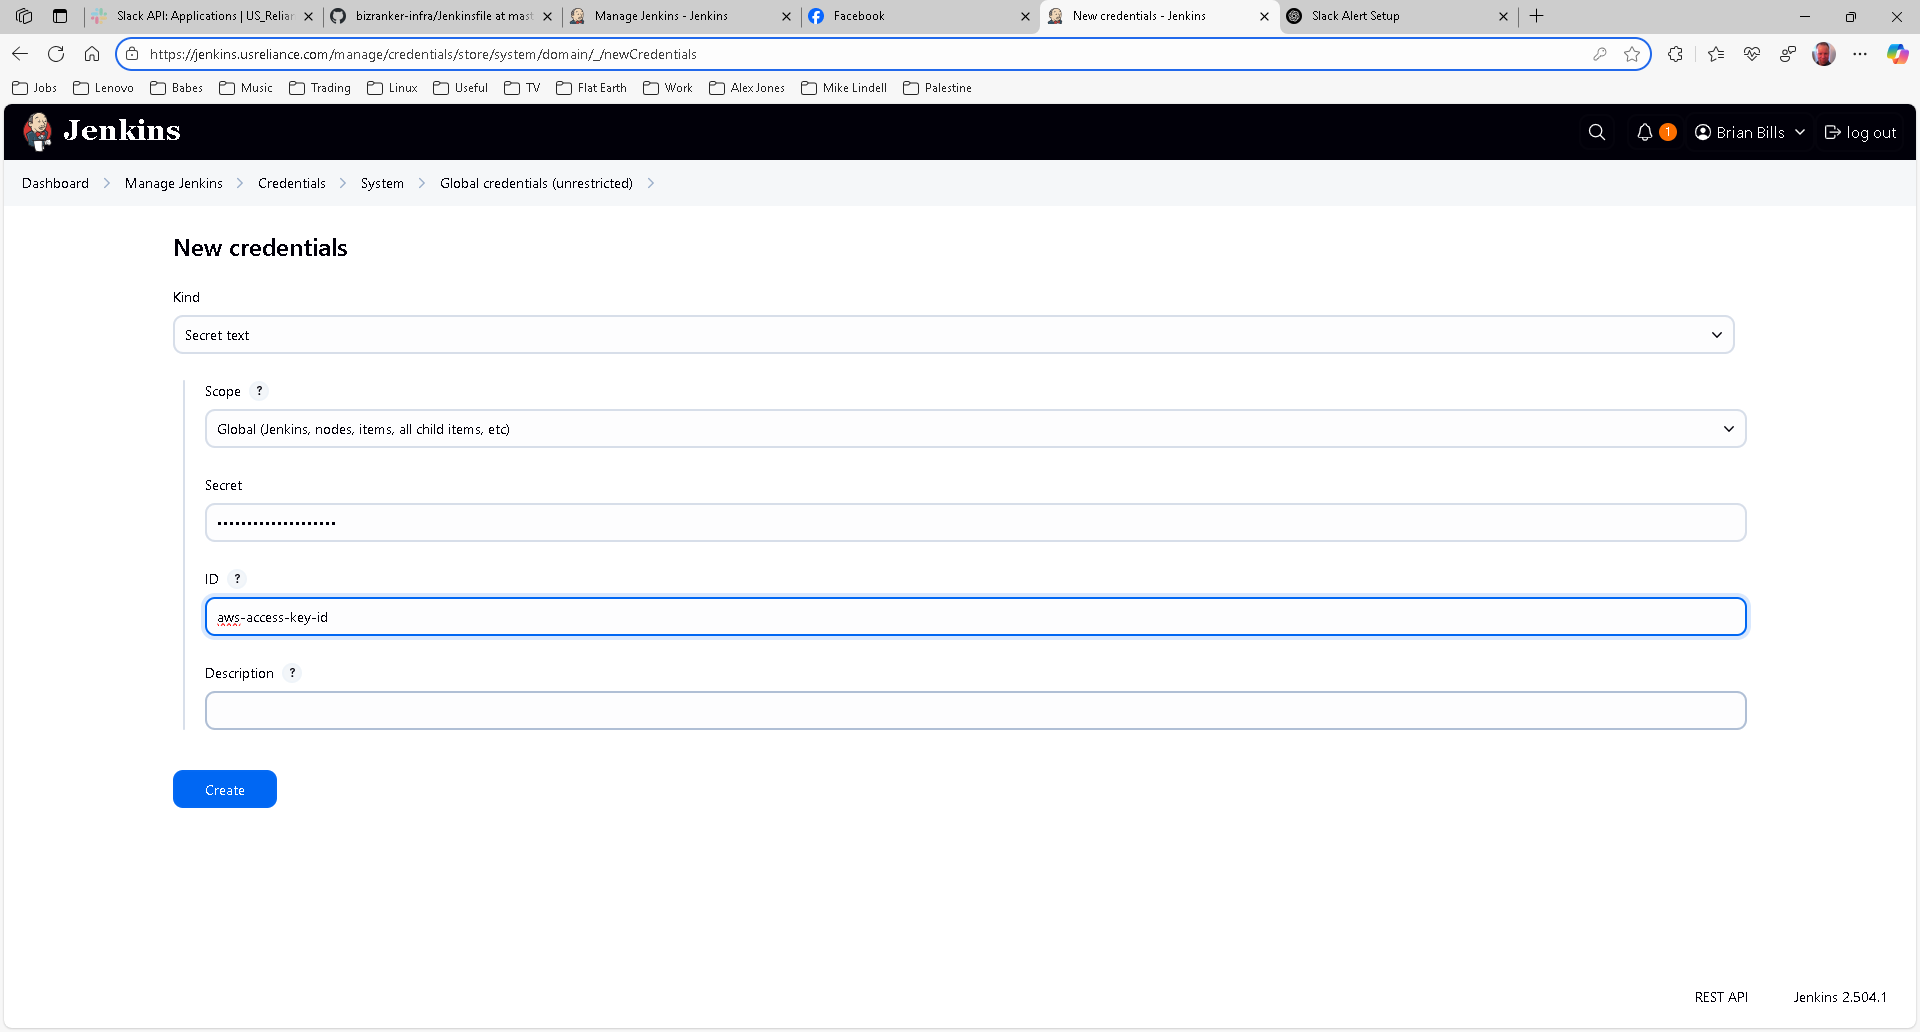 Slack API: Applications | US_Relian
bizranker-infra/Jenkinsfile at mast
Manage Jenkins - Jenkins
Facebook
New credentials - Jenkins
Slack Alert Setup
https://jenkins.usreliance.com/manage/credentials/store/system/domain/_/newCredentials
Jobs
Lenovo
Babes
Music
Trading
Linux
Useful
TV
Flat Earth
Work
Alex Jones
Mike Lindell
Palestine
Jenkins
1
Brian Bills
log out
Dashboard
Manage Jenkins
Credentials
System
Global credentials (unrestricted)
New credentials
Kind
Secret text
Scope ?
Global (Jenkins, nodes, items, all child items, etc)
Secret
••••••••••••••••••••
ID ?
aws-access-key-id
Description ?
Create
REST API
Jenkins 2.504.1